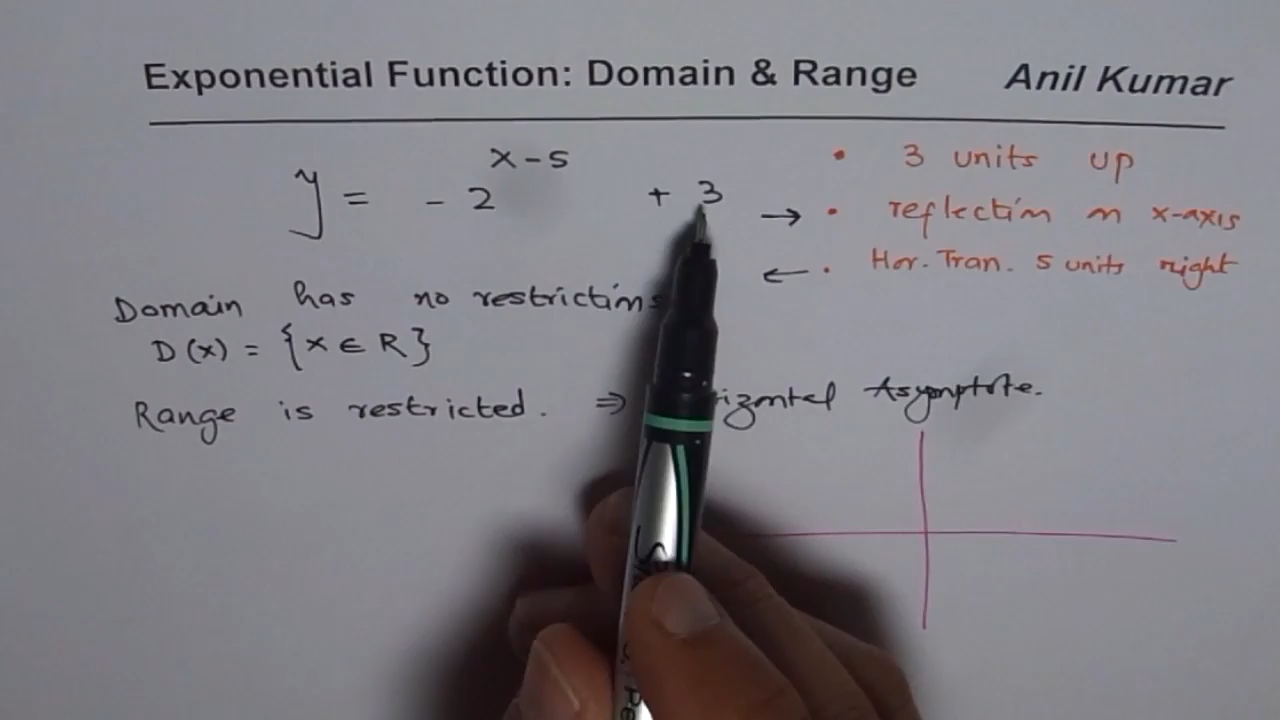 Exponential Function: Domain & Range Anil Kumar
y = - 2^(x-5) + 3
• 3 units up
→ • reflection on x-axis
← • Hor. Tran. 5 units right
Domain has no restrictions
D(x) = {x ∈ R}
Range is restricted. ⇒ Asymptote.